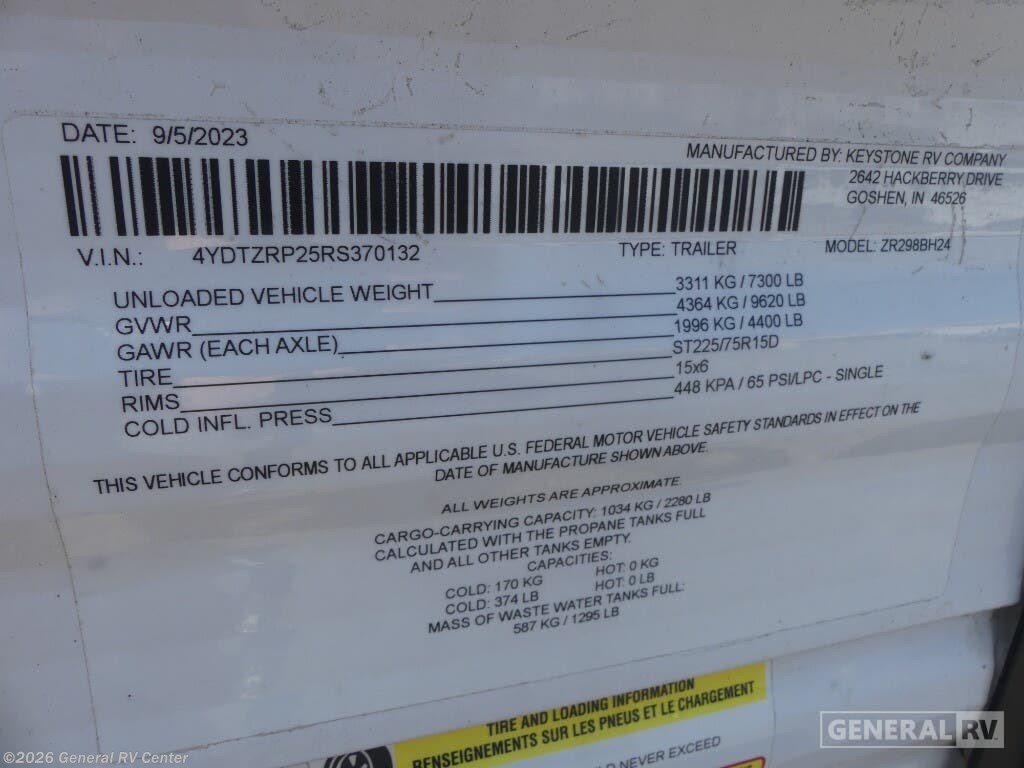 DATE: 9/5/2023
MANUFACTURED BY: KEYSTONE RV COMPANY
2642 HACKBERRY DRIVE
GOSHEN, IN 46526
V.I.N.: 4YDTZRP25RS370132 TYPE: TRAILER MODEL: ZR298BH24
UNLOADED VEHICLE WEIGHT 3311 KG / 7300 LB
GVWR 4364 KG / 9620 LB
GAWR (EACH AXLE) 1996 KG / 4400 LB
TIRE ST225/75R15D
RIMS 15x6
COLD INFL. PRESS 448 KPA / 65 PSI/LPC - SINGLE
THIS VEHICLE CONFORMS TO ALL APPLICABLE U.S. FEDERAL MOTOR VEHICLE SAFETY STANDARDS IN EFFECT ON THE
DATE OF MANUFACTURE SHOWN ABOVE.
ALL WEIGHTS ARE APPROXIMATE.
CARGO-CARRYING CAPACITY: 1034 KG / 2280 LB
CALCULATED WITH THE PROPANE TANKS FULL
AND ALL OTHER TANKS EMPTY.
CAPACITIES:
COLD: 170 KG HOT: 0 KG
COLD: 374 LB HOT: 0 LB
MASS OF WASTE WATER TANKS FULL:
587 KG / 1295 LB
TIRE AND LOADING INFORMATION
RENSEIGNEMENTS SUR LES PNEUS ET LE CHARGEMENT
LD NEVER EXCEED
GENERAL RV
©2026 General RV Center